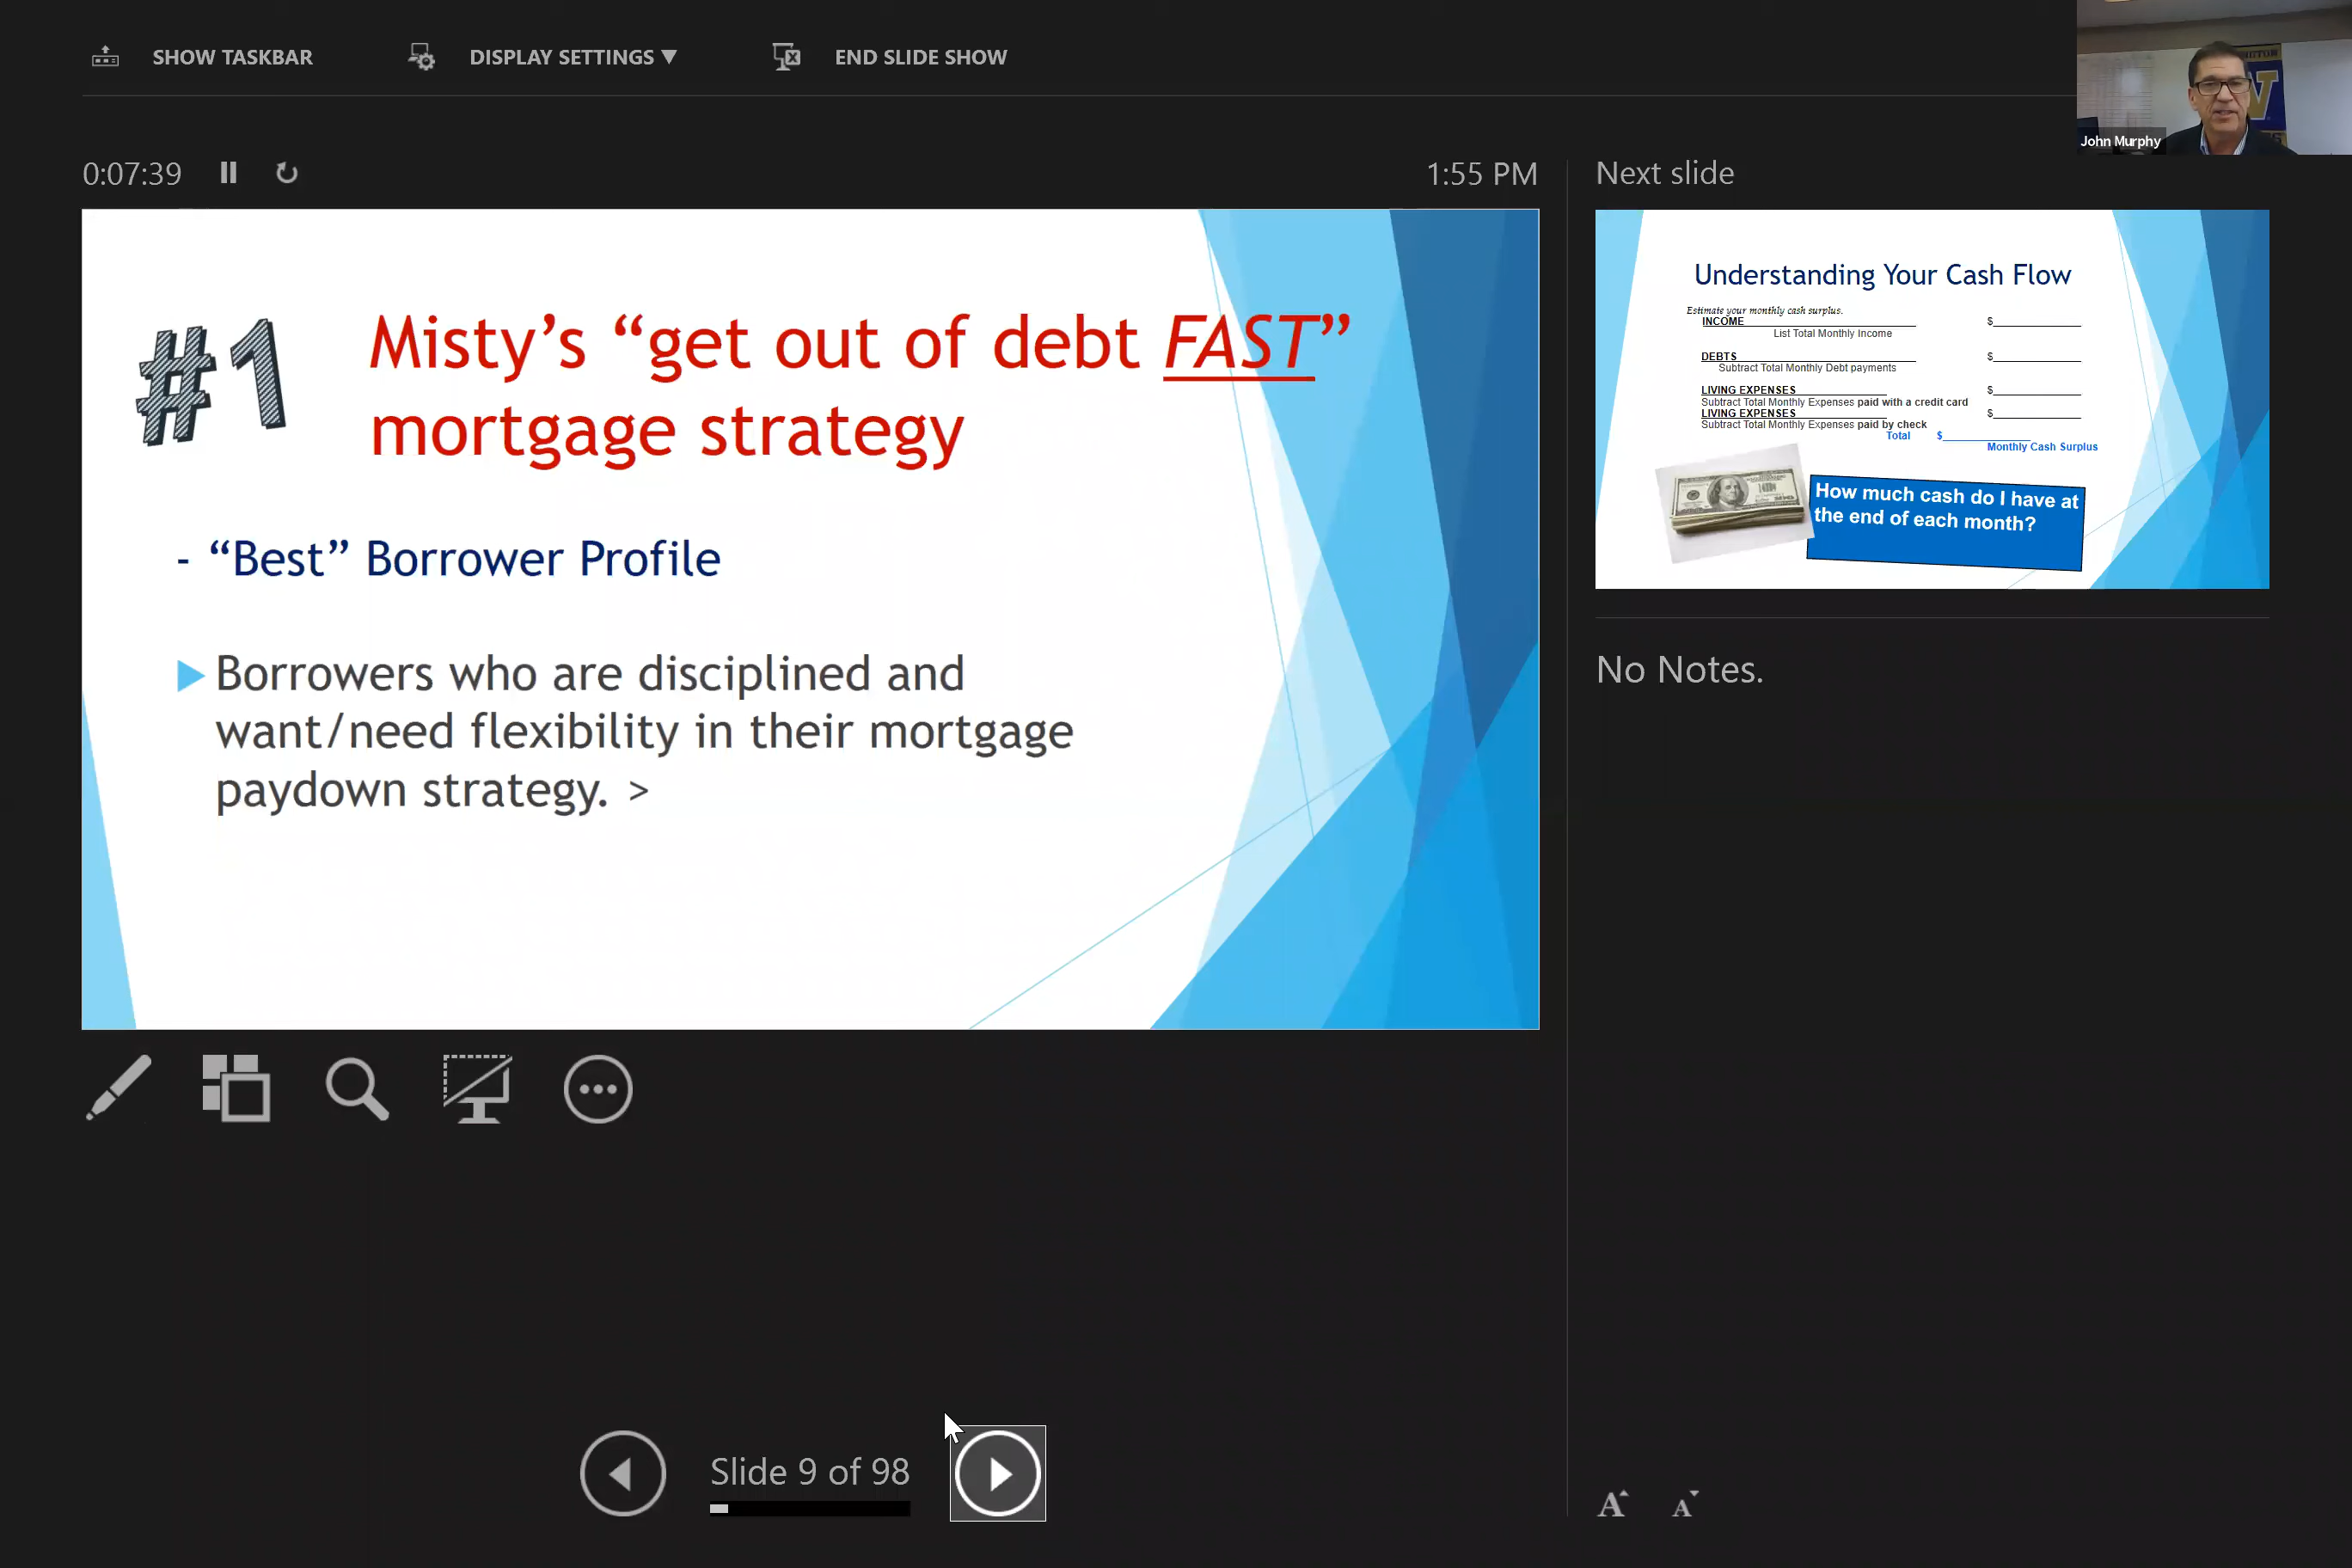 SHOW TASKBAR
DISPLAY SETTINGS ▼
END SLIDE SHOW
John Murphy
0:07:39
1:55 PM
#1
Misty’s “get out of debt FAST”
mortgage strategy
- “Best” Borrower Profile
Borrowers who are disciplined and
want/need flexibility in their mortgage
paydown strategy. >
Next slide
Understanding Your Cash Flow
Estimate your monthly cash surplus.
INCOME $
List Total Monthly Income
DEBTS $
Subtract Total Monthly Debt payments
LIVING EXPENSES $
Subtract Total Monthly Expenses paid with a credit card
LIVING EXPENSES $
Subtract Total Monthly Expenses paid by check
Total $
Monthly Cash Surplus
How much cash do I have at
the end of each month?
No Notes.
Slide 9 of 98
A A